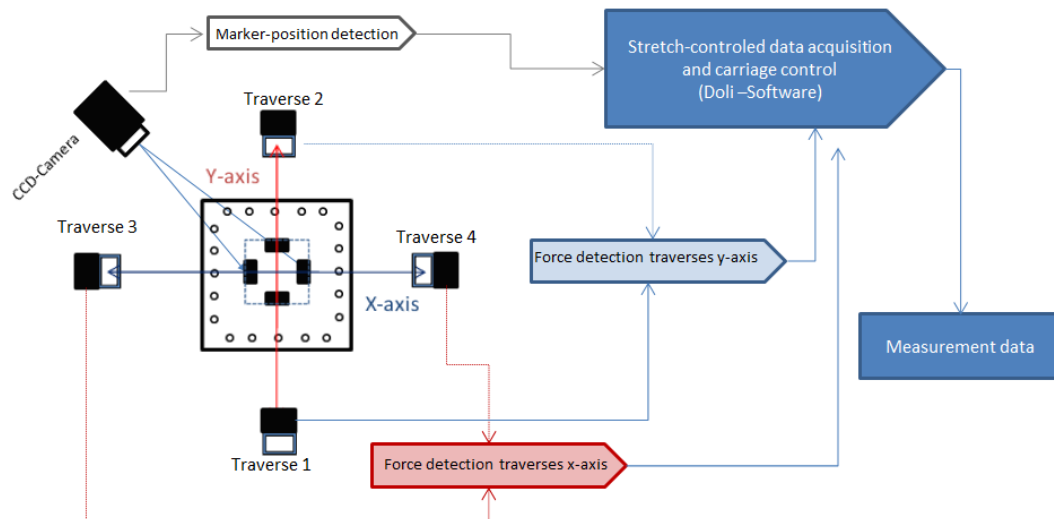 Marker-position detection
Stretch-controled data acquisition
and carriage control
(Doli –Software)
Traverse 2
CCD-Camera
Y-axis
Traverse 3
Traverse 4
Force detection traverses y-axis
X-axis
Measurement data
Traverse 1
Force detection traverses x-axis